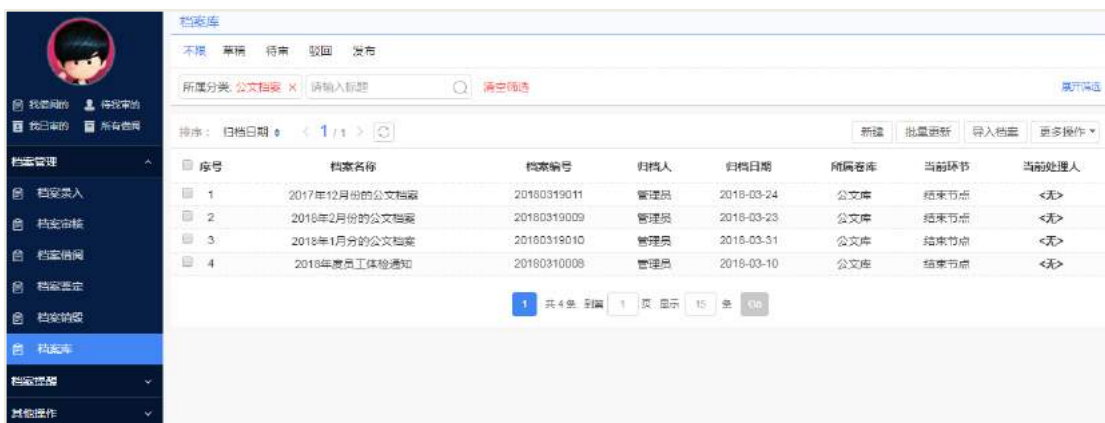 我借阅的 待我审的
我已审的 所有借阅
档案管理
档案录入
档案审核
档案借阅
档案鉴定
档案销毁
档案库
档案提醒
其他操作
档案库
不限 草稿 待审 驳回 发布
所属分类: 公文档案 × 请输入标题 清空筛选 展开筛选
排序： 归档日期 < 1 / 1 > 新建 批量更新 导入档案 更多操作
序号 档案名称 档案编号 归档人 归档日期 所属卷库 当前环节 当前处理人
1 2017年12月份的公文档案 20180319011 管理员 2018-03-24 公文库 结束节点 <无>
2 2018年2月份的公文档案 20180319009 管理员 2018-03-23 公文库 结束节点 <无>
3 2018年1月分的公文档案 20180319010 管理员 2018-03-31 公文库 结束节点 <无>
4 2018年度员工体检通知 20180310008 管理员 2018-03-10 公文库 结束节点 <无>
1 共4条 到第 1 页 显示 15 条 Go